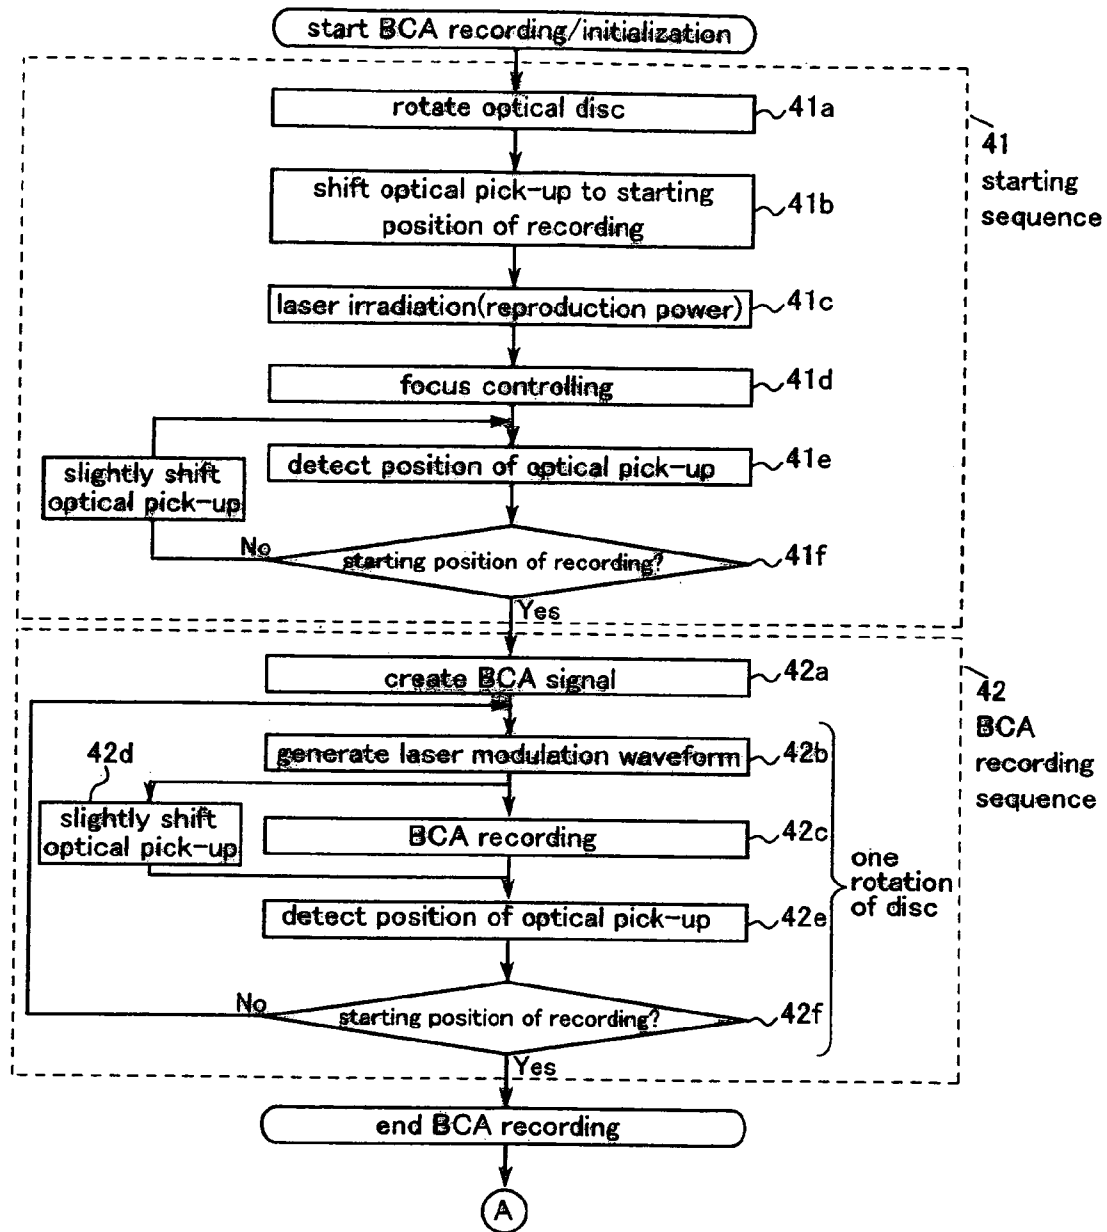 start BCA recording/initialization
rotate optical disc
41a
41
starting
sequence
shift optical pick-up to starting
position of recording
41b
laser irradiation(reproduction power)
41c
focus controlling
41d
slightly shift
optical pick-up
detect position of optical pick-up
41e
No
starting position of recording?
41f
Yes
create BCA signal
42a
42
BCA
recording
sequence
42d
generate laser modulation waveform
42b
slightly shift
optical pick-up
BCA recording
42c
one
rotation
of disc
detect position of optical pick-up
42e
No
starting position of recording?
42f
Yes
end BCA recording
A